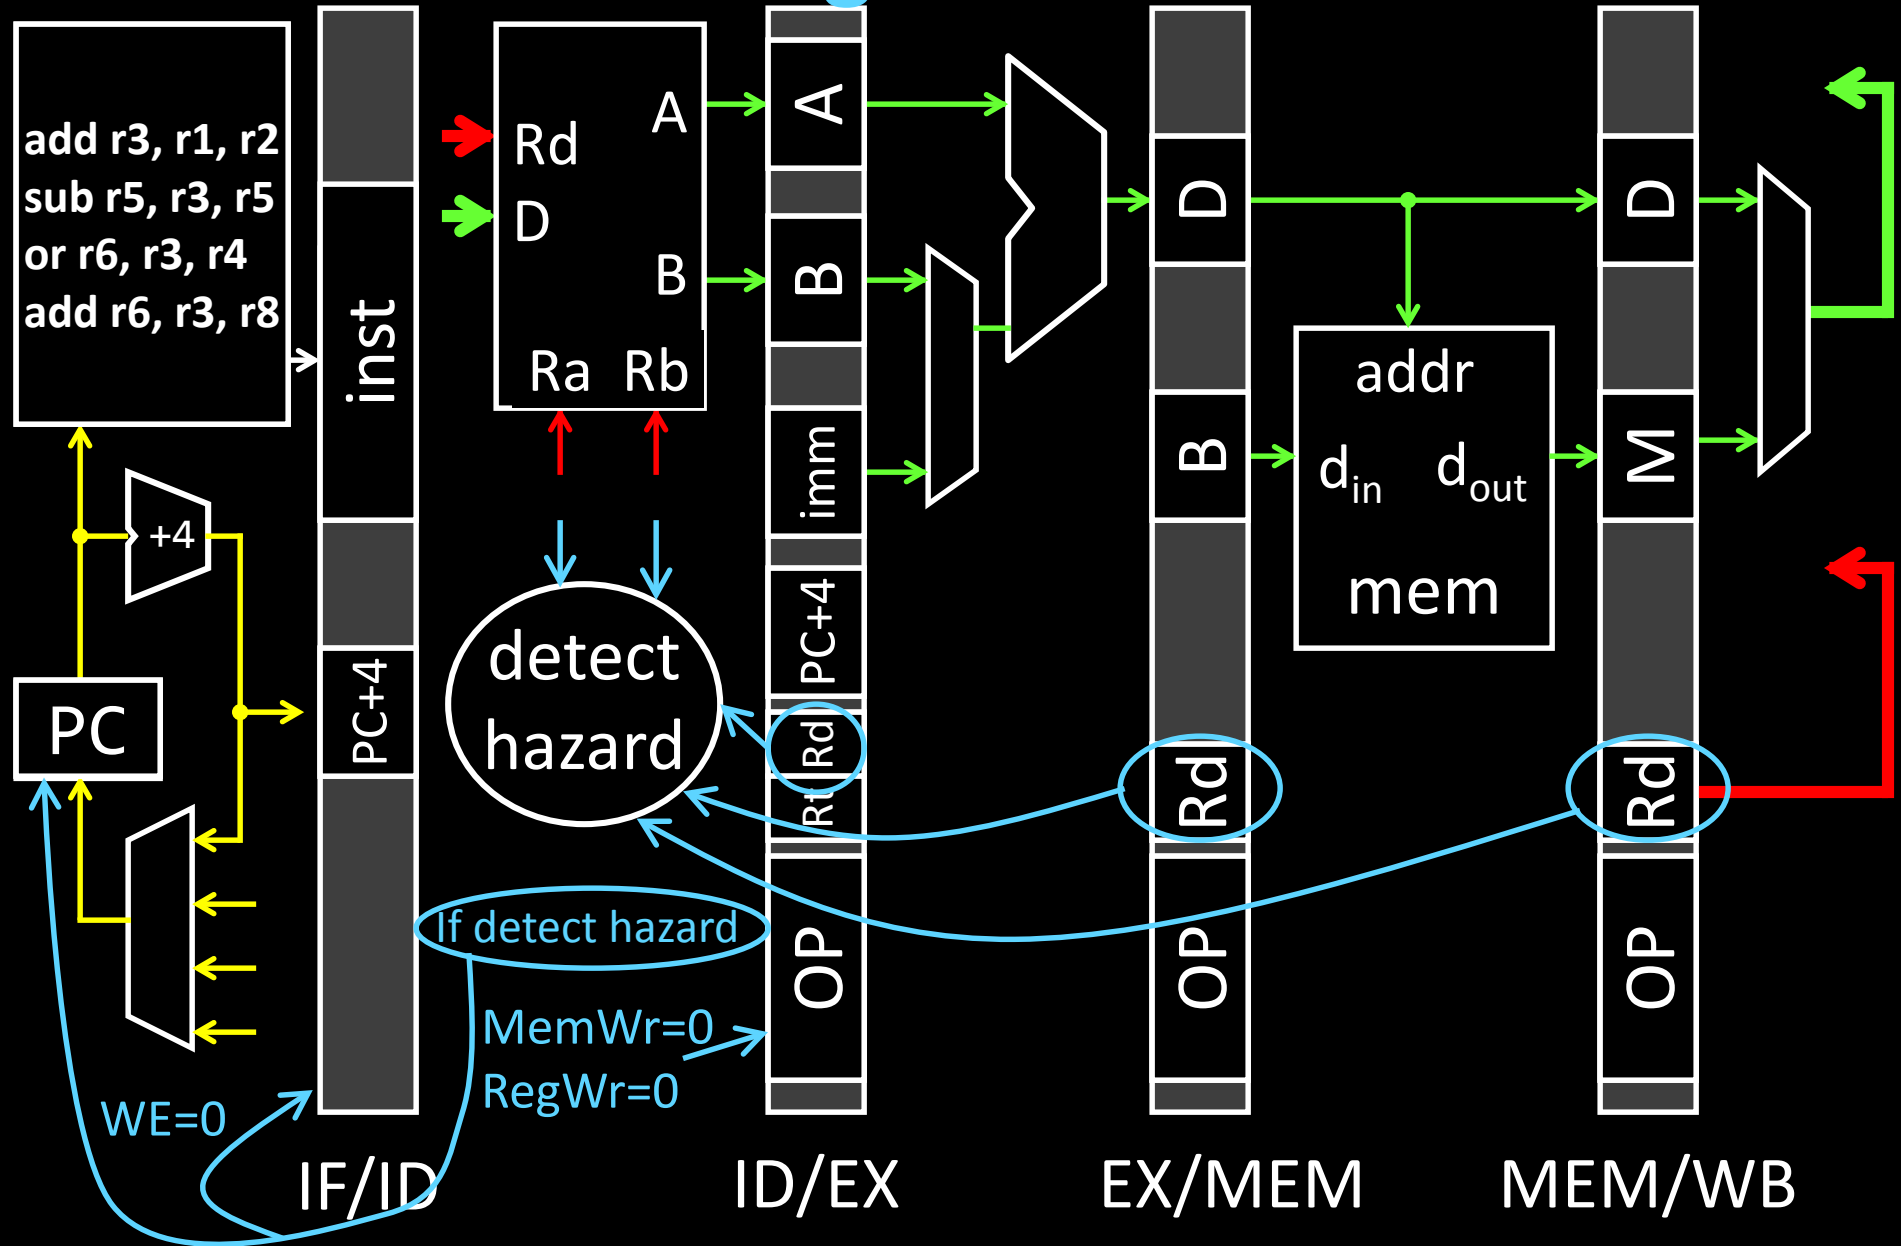 add r3, r1, r2
sub r5, r3, r5
or r6, r3, r4
add r6, r3, r8
+4
PC
inst
PC+4
Rd
D
A
B
Ra Rb
detect
hazard
If detect hazard
MemWr=0
RegWr=0
WE=0
A
B
imm
PC+4
Rd
Rt
OP
D
B
Rd
OP
addr
din dout
mem
D
M
Rd
OP
IF/ID
ID/EX
EX/MEM
MEM/WB